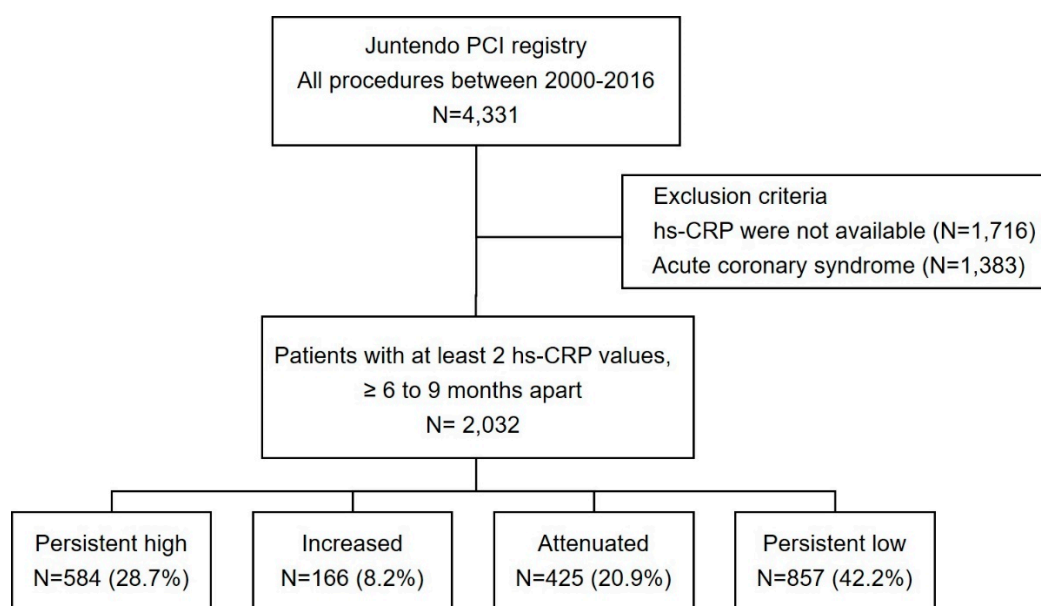 Juntendo PCI registry
All procedures between 2000-2016
N=4,331
Exclusion criteria
hs-CRP were not available (N=1,716)
Acute coronary syndrome (N=1,383)
Patients with at least 2 hs-CRP values,
≥ 6 to 9 months apart
N= 2,032
Persistent high
N=584 (28.7%)
Increased
N=166 (8.2%)
Attenuated
N=425 (20.9%)
Persistent low
N=857 (42.2%)